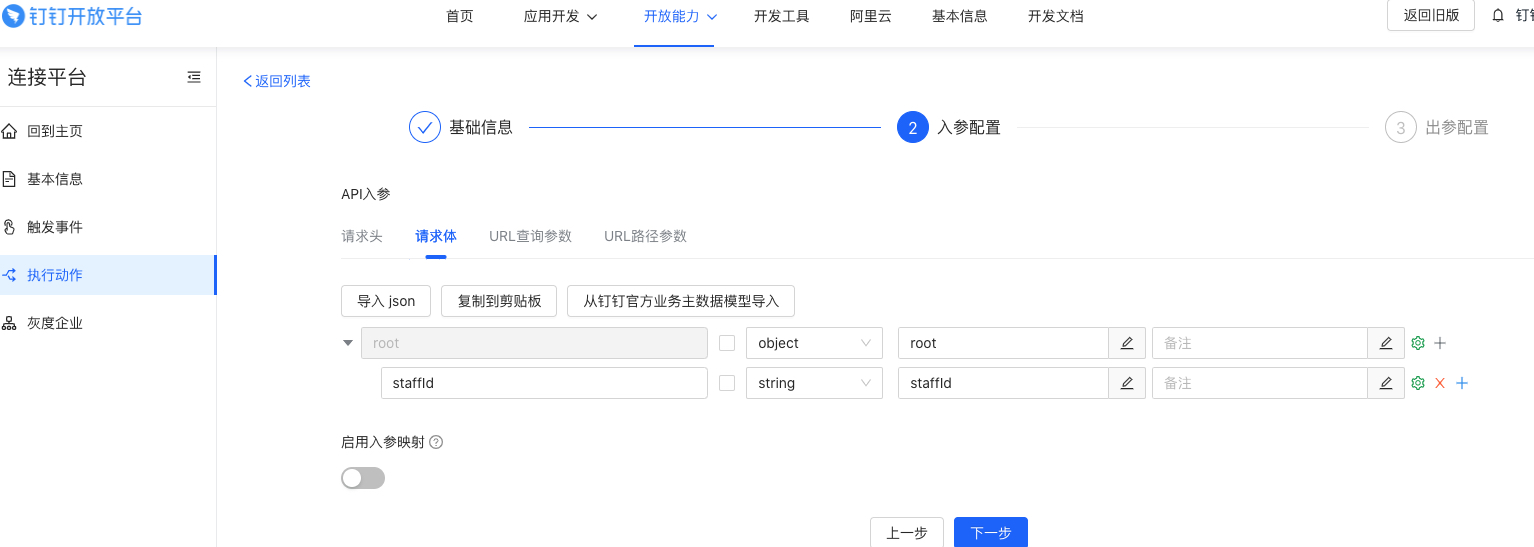 钉钉开放平台 首页 应用开发 开放能力 开发工具 阿里云 基本信息 开发文档 返回旧版 钉
连接平台
返回列表
基础信息 2 入参配置 3 出参配置
回到主页
基本信息
触发事件
执行动作
灰度企业
API入参
请求头 请求体 URL查询参数 URL路径参数
导入 json 复制到剪贴板 从钉钉官方业务主数据模型导入
root object root 备注
staffId string staffId 备注
启用入参映射 ?
上一步 下一步